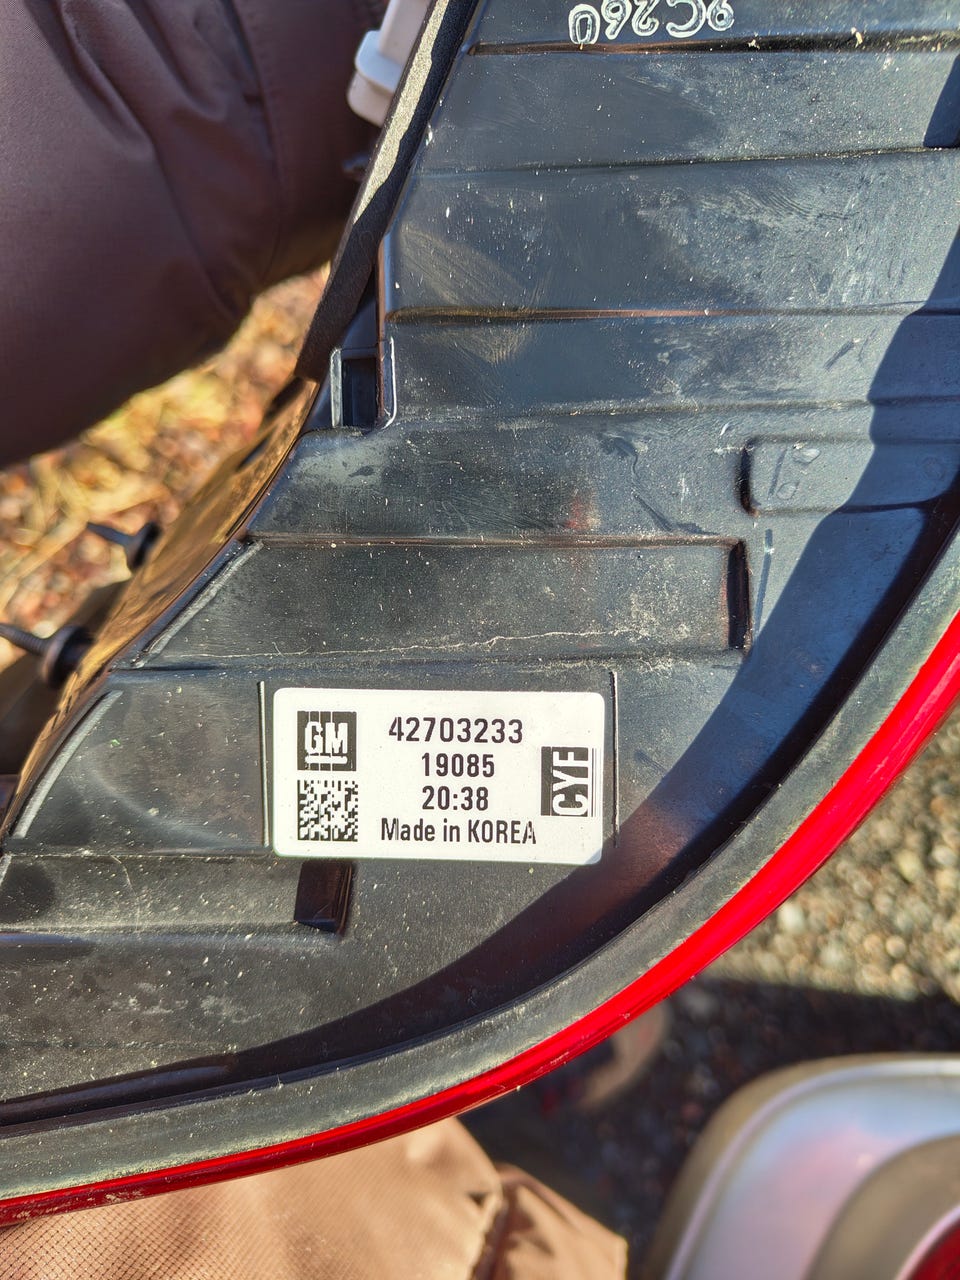 GM
42703233
19085
20:38
Made in KOREA
CYF